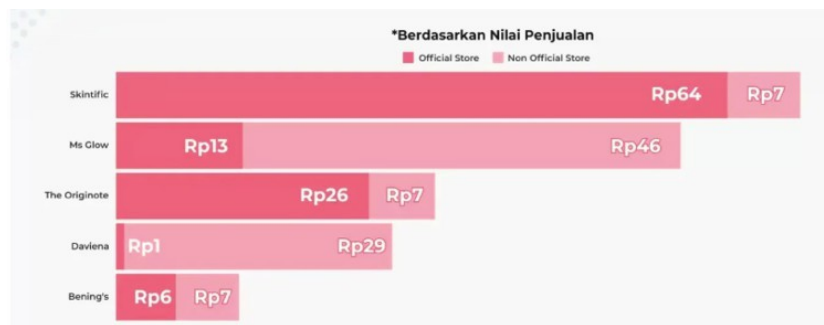 *Berdasarkan Nilai Penjualan
Official Store Non Official Store
Skintific Rp64 Rp7
Ms Glow Rp13 Rp46
The Originote Rp26 Rp7
Daviena Rp1 Rp29
Bening's Rp6 Rp7